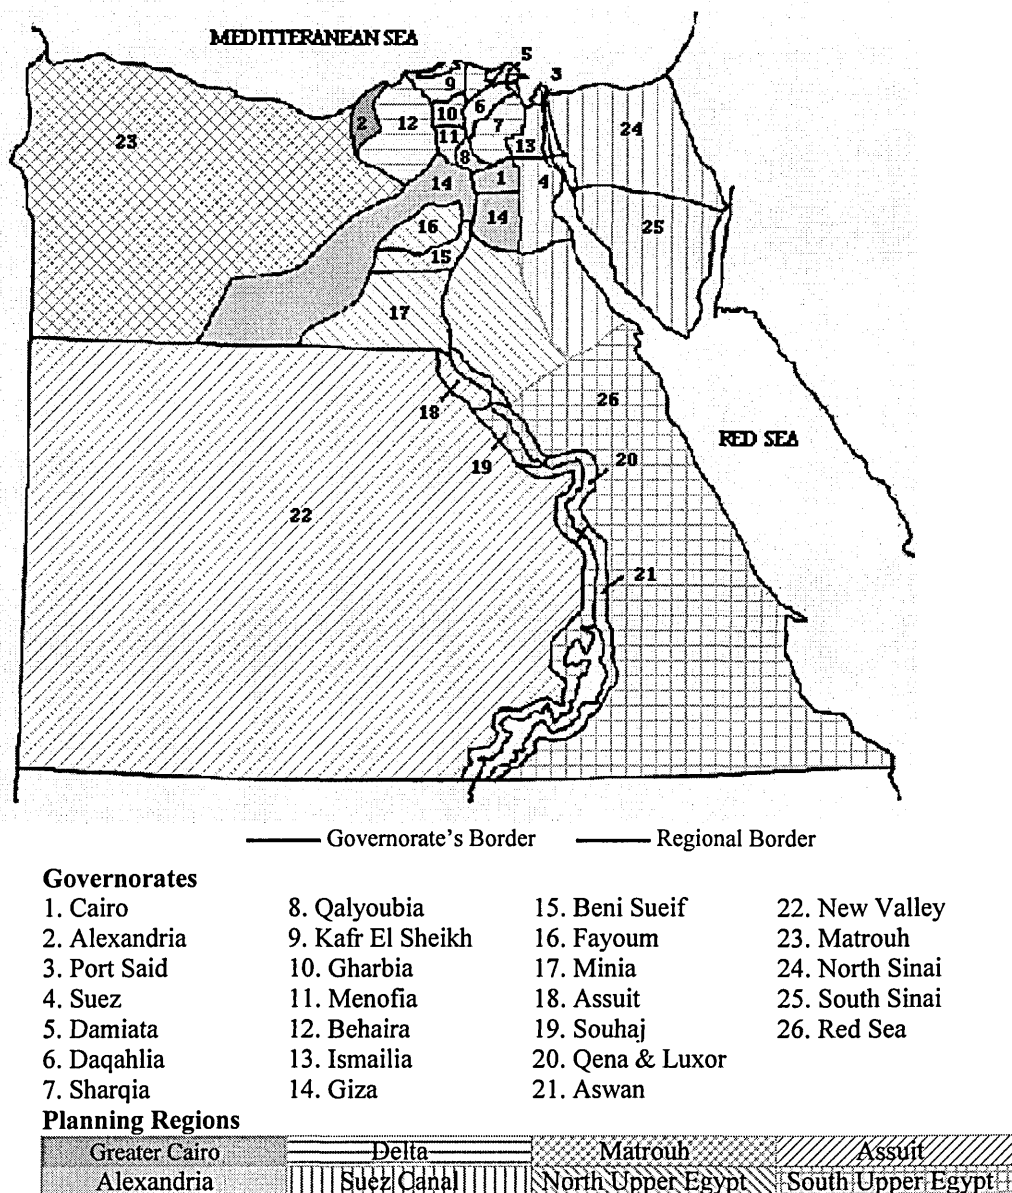 MEDITTERANEAN SEA
5
3
9
6
10
2
12
7
24
23
11
13
8
14
1
4
14
16
25
15
17
26
18
RED SEA
20
19
22
21
Governorate's Border Regional Border
Governorates
1. Cairo 8. Qalyoubia 15. Beni Sueif 22. New Valley
2. Alexandria 9. Kafr El Sheikh 16. Fayoum 23. Matrouh
3. Port Said 10. Gharbia 17. Minia 24. North Sinai
4. Suez 11. Menofia 18. Assuit 25. South Sinai
5. Damiata 12. Behaira 19. Souhaj 26. Red Sea
6. Daqahlia 13. Ismailia 20. Qena & Luxor
7. Sharqia 14. Giza 21. Aswan
Planning Regions
Greater Cairo Delta Matrouh Assuit
Alexandria Suez Canal North Upper Egypt South Upper Egypt